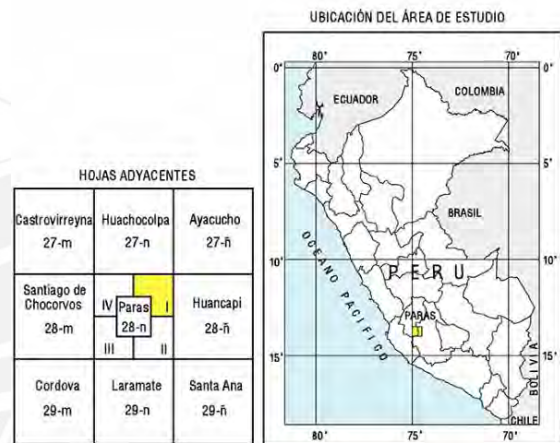 UBICACIÓN DEL ÁREA DE ESTUDIO
80°
75°
70°
0°
0°
ECUADOR
COLOMBIA
BRASIL
5°
5°
OCEANO PACIFICO
10°
10°
PERU
PARAS
15°
15°
BOLIVIA
CHILE
80°
75°
70°
HOJAS ADYACENTES
Castrovirreyna
27-m
Huachocolpa
27-n
Ayacucho
27-ñ
Santiago de
Chocorvos
28-m
IV
Paras
28-n
I
III
II
Huancapi
28-ñ
Cordova
29-m
Laramate
29-n
Santa Ana
29-ñ